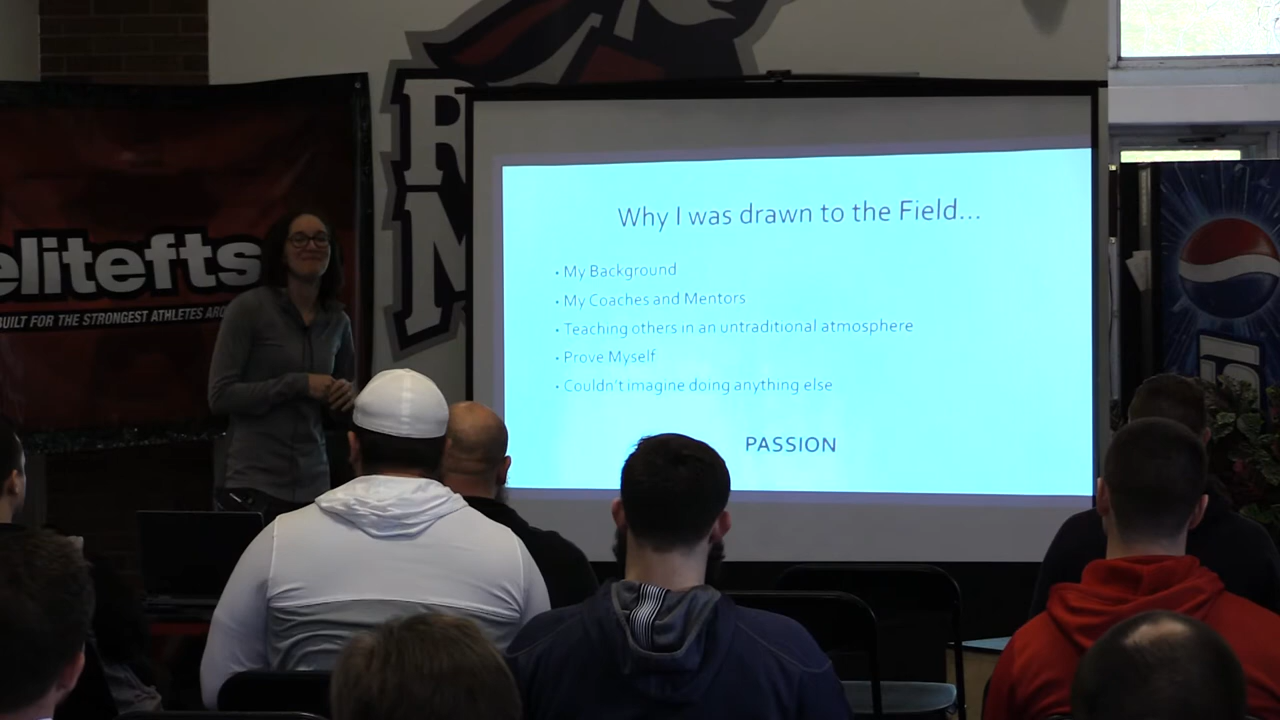 elitefts
BUILT FOR THE STRONGEST ATHLETES
R
M
Why I was drawn to the Field...
• My Background
• My Coaches and Mentors
• Teaching others in an untraditional atmosphere
• Prove Myself
• Couldn't imagine doing anything else
PASSION